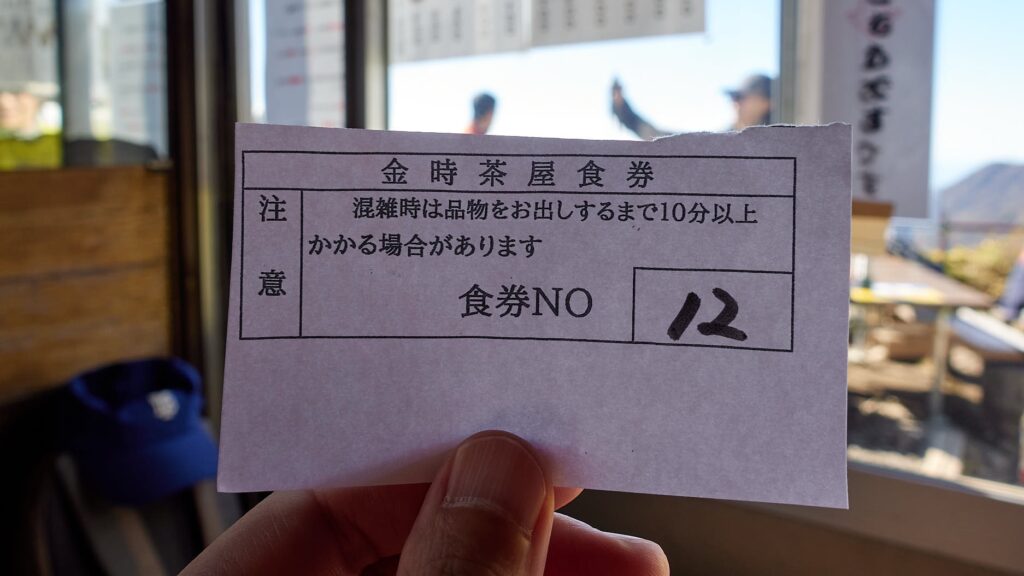 金時茶屋食券
注意
混雑時は品物をお出しするまで10分以上
かかる場合があります
食券NO
12